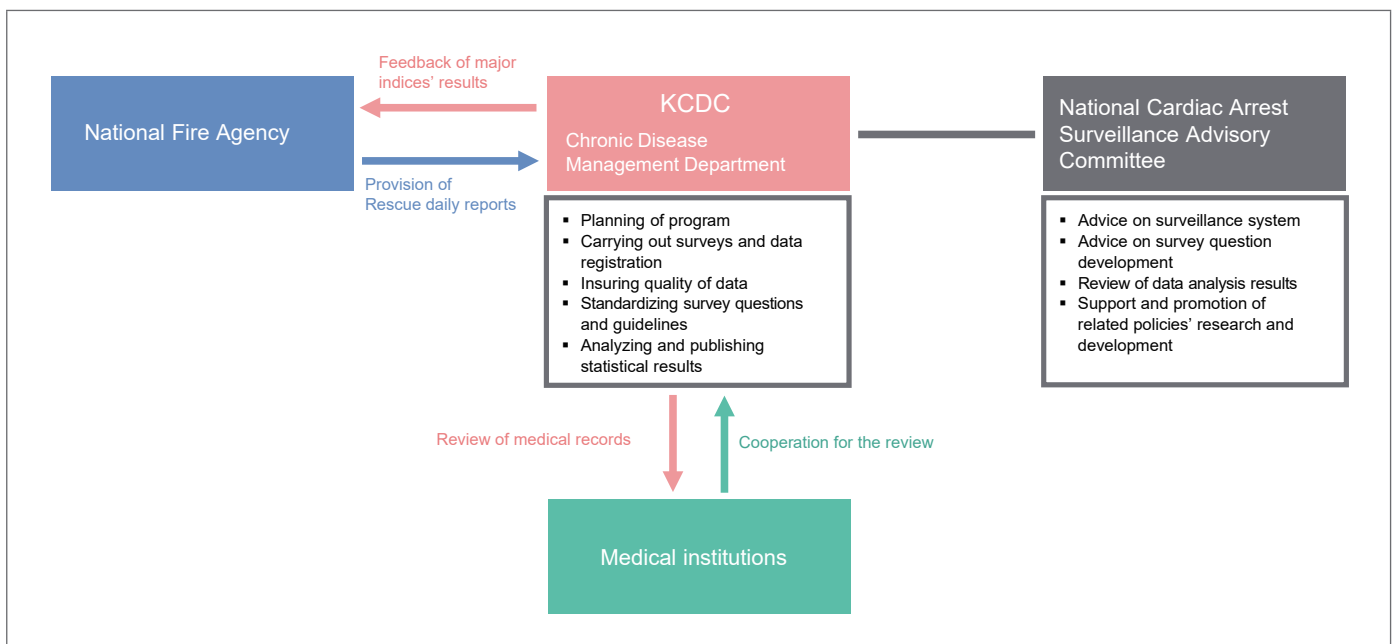 Feedback of major
indices' results
National Fire Agency
Provision of
Rescue daily reports
KCDC
Chronic Disease
Management Department
▪ Planning of program
▪ Carrying out surveys and data
registration
▪ Insuring quality of data
▪ Standardizing survey questions
and guidelines
▪ Analyzing and publishing
statistical results
National Cardiac Arrest
Surveillance Advisory
Committee
▪ Advice on surveillance system
▪ Advice on survey question
development
▪ Review of data analysis results
▪ Support and promotion of
related policies' research and
development
Review of medical records
Cooperation for the review
Medical institutions